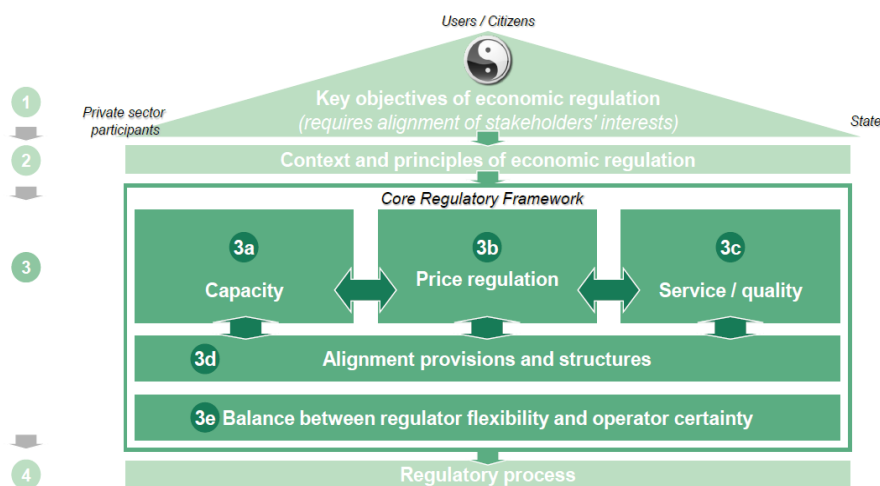 Users / Citizens
1
Key objectives of economic regulation
(requires alignment of stakeholders' interests)
Private sector
participants
State
2
Context and principles of economic regulation
Core Regulatory Framework
3
3a
Capacity
3b
Price regulation
3c
Service / quality
3d
Alignment provisions and structures
3e Balance between regulator flexibility and operator certainty
4
Regulatory process